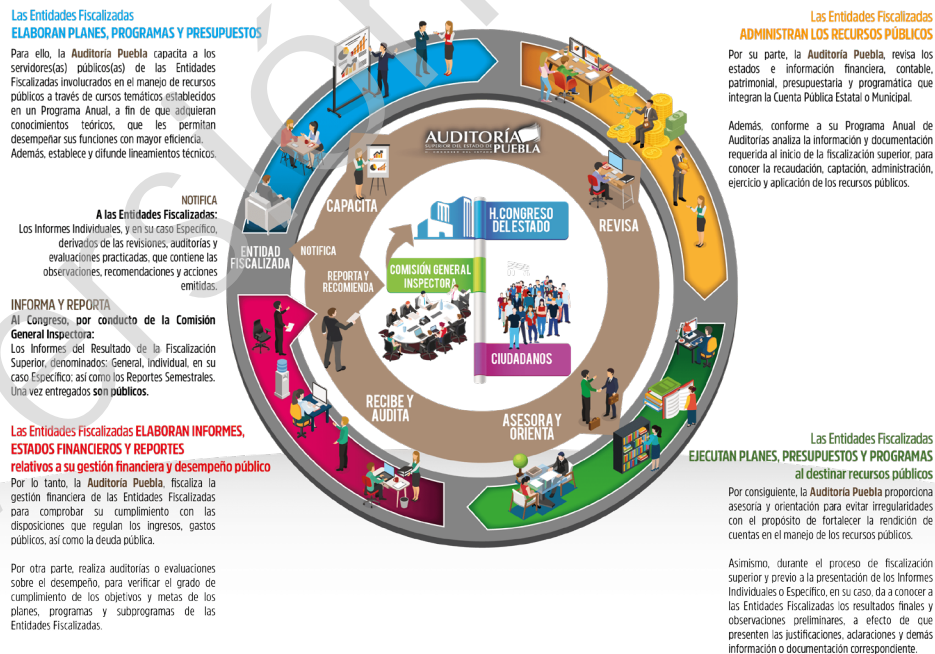 Las Entidades Fiscalizadas
ELABORAN PLANES, PROGRAMAS Y PRESUPUESTOS
Para ello, la Auditoría Puebla capacita a los
servidores(as) públicos(as) de las Entidades
Fiscalizadas involucrados en el manejo de recursos
públicos a través de cursos temáticos establecidos
en un Programa Anual, a fin de que adquieran
conocimientos teóricos, que les permitan
desempeñar sus funciones con mayor eficiencia.
Además, establece y difunde lineamientos técnicos.
NOTIFICA
A las Entidades Fiscalizadas:
Los Informes Individuales, y en su caso Específico,
derivados de las revisiones, auditorías y
evaluaciones practicadas, que contiene las
observaciones, recomendaciones y acciones
emitidas.
INFORMA Y REPORTA
Al Congreso, por conducto de la Comisión
General Inspectora:
Los Informes del Resultado de la Fiscalización
Superior, denominados: General, Individual, en su
caso Específico; así como los Reportes Semestrales.
Una vez entregados son públicos.
Las Entidades Fiscalizadas ELABORAN INFORMES,
ESTADOS FINANCIEROS Y REPORTES
relativos a su gestión financiera y desempeño público
Por lo tanto, la Auditoría Puebla, fiscaliza la
gestión financiera de las Entidades Fiscalizadas
para comprobar su cumplimiento con las
disposiciones que regulan los ingresos, gastos
públicos, así como la deuda pública.
Por otra parte, realiza auditorías o evaluaciones
sobre el desempeño, para verificar el grado de
cumplimiento de los objetivos y metas de los
planes, programas y subprogramas de las
Entidades Fiscalizadas.
AUDITORÍA
SUPERIOR DEL ESTADO DE PUEBLA
CAPACITA
REVISA
H. CONGRESO
DEL ESTADO
ENTIDAD
FISCALIZADA
NOTIFICA
REPORTA Y
RECOMIENDA
COMISIÓN GENERAL
INSPECTORA
CIUDADANOS
RECIBE Y
AUDITA
ASESORA Y
ORIENTA
Las Entidades Fiscalizadas
ADMINISTRAN LOS RECURSOS PÚBLICOS
Por su parte, la Auditoría Puebla, revisa los
estados e información financiera, contable,
patrimonial, presupuestaria y programática que
integran la Cuenta Pública Estatal o Municipal.
Además, conforme a su Programa Anual de
Auditorías analiza la información y documentación
requerida al inicio de la fiscalización superior, para
conocer la recaudación, captación, administración,
ejercicio y aplicación de los recursos públicos.
Las Entidades Fiscalizadas
EJECUTAN PLANES, PRESUPUESTOS Y PROGRAMAS
al destinar recursos públicos
Por consiguiente, la Auditoría Puebla proporciona
asesoría y orientación para evitar irregularidades
con el propósito de fortalecer la rendición de
cuentas en el manejo de los recursos públicos.
Asimismo, durante el proceso de fiscalización
superior y previo a la presentación de los Informes
Individuales o Específico, en su caso, da a conocer a
las Entidades Fiscalizadas los resultados finales y
observaciones preliminares, a efecto de que
presenten las justificaciones, aclaraciones y demás
información o documentación correspondiente.